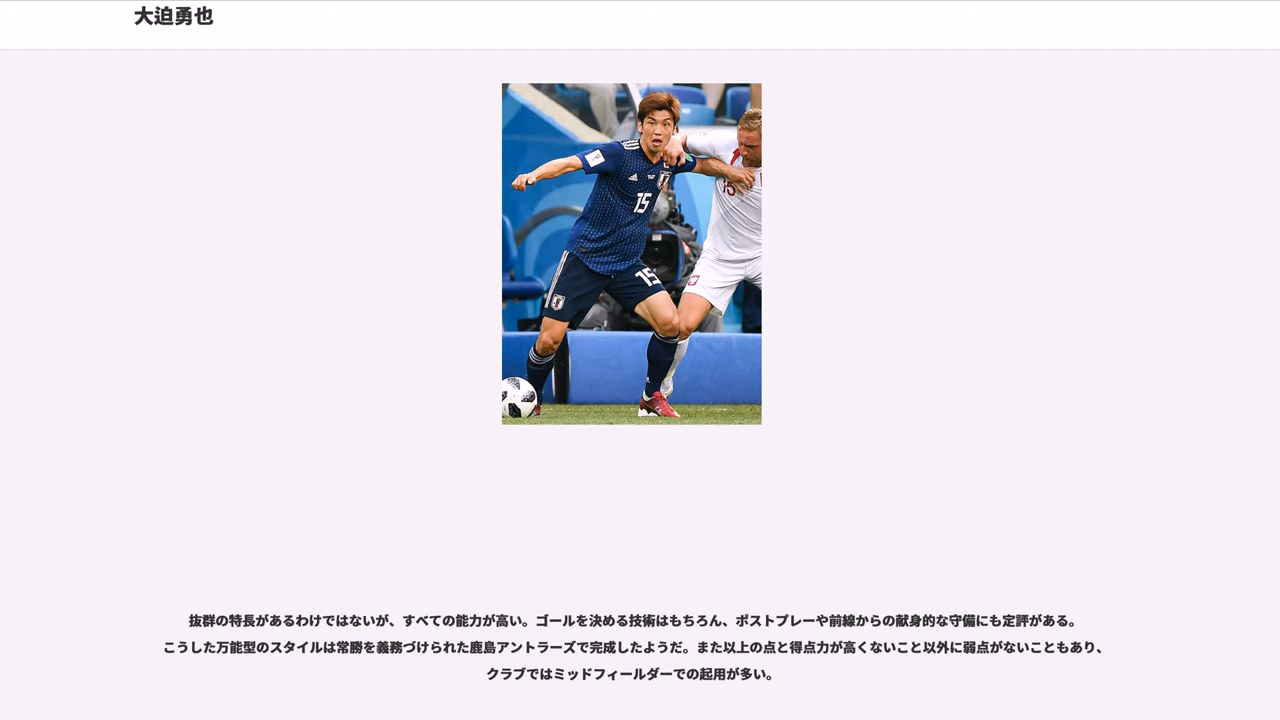 大迫勇也
15
15
15
抜群の特長があるわけではないが、すべての能力が高い。ゴールを決める技術はもちろん、ポストプレーや前線からの献身的な守備にも定評がある。
こうした万能型のスタイルは常勝を義務づけられた鹿島アントラーズで完成したようだ。また以上の点と得点力が高くないこと以外に弱点がないこともあり、
クラブではミッドフィールダーでの起用が多い。